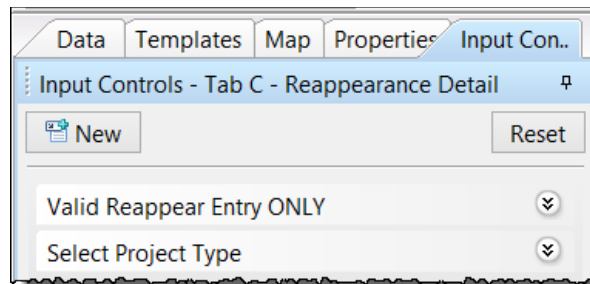 Data Templates Map Properties Input Con..
Input Controls - Tab C - Reappearance Detail
New Reset
Valid Reappear Entry ONLY
Select Project Type